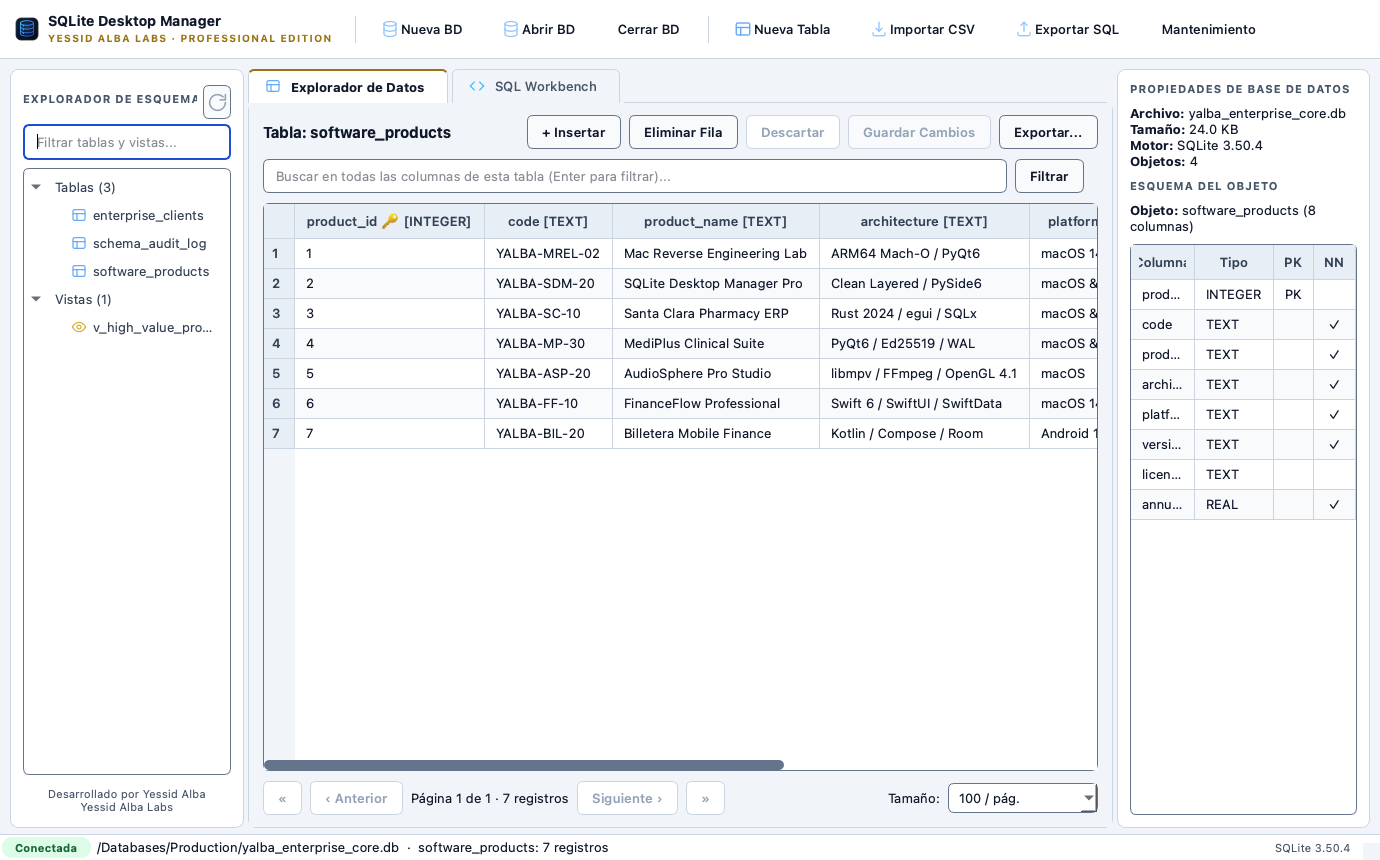 SQLite Desktop Manager
YESSID ALBA LABS · PROFESSIONAL EDITION
Nueva BD
Abrir BD
Cerrar BD
Nueva Tabla
Importar CSV
Exportar SQL
Mantenimiento
EXPLORADOR DE ESQUEMA
Filtrar tablas y vistas...
Tablas (3)
enterprise_clients
schema_audit_log
software_products
Vistas (1)
v_high_value_pro...
Desarrollado por Yessid Alba
Yessid Alba Labs
Explorador de Datos
SQL Workbench
Tabla: software_products
+ Insertar
Eliminar Fila
Descartar
Guardar Cambios
Exportar...
Buscar en todas las columnas de esta tabla (Enter para filtrar)...
Filtrar
product_id 🔑 [INTEGER] code [TEXT] product_name [TEXT] architecture [TEXT] platform
1 1 YALBA-MREL-02 Mac Reverse Engineering Lab ARM64 Mach-O / PyQt6 macOS 14
2 2 YALBA-SDM-20 SQLite Desktop Manager Pro Clean Layered / PySide6 macOS &
3 3 YALBA-SC-10 Santa Clara Pharmacy ERP Rust 2024 / egui / SQLx macOS &
4 4 YALBA-MP-30 MediPlus Clinical Suite PyQt6 / Ed25519 / WAL macOS &
5 5 YALBA-ASP-20 AudioSphere Pro Studio libmpv / FFmpeg / OpenGL 4.1 macOS
6 6 YALBA-FF-10 FinanceFlow Professional Swift 6 / SwiftUI / SwiftData macOS 14
7 7 YALBA-BIL-20 Billetera Mobile Finance Kotlin / Compose / Room Android 1
«
‹ Anterior
Página 1 de 1 · 7 registros
Siguiente ›
»
Tamaño:
100 / pág.
PROPIEDADES DE BASE DE DATOS
Archivo: yalba_enterprise_core.db
Tamaño: 24.0 KB
Motor: SQLite 3.50.4
Objetos: 4
ESQUEMA DEL OBJETO
Objeto: software_products (8
columnas)
Columna Tipo PK NN
prod... INTEGER PK
code TEXT ✓
prod... TEXT ✓
archi... TEXT ✓
platf... TEXT ✓
versi... TEXT ✓
licen... TEXT
annu... REAL ✓
Conectada
/Databases/Production/yalba_enterprise_core.db · software_products: 7 registros
SQLite 3.50.4